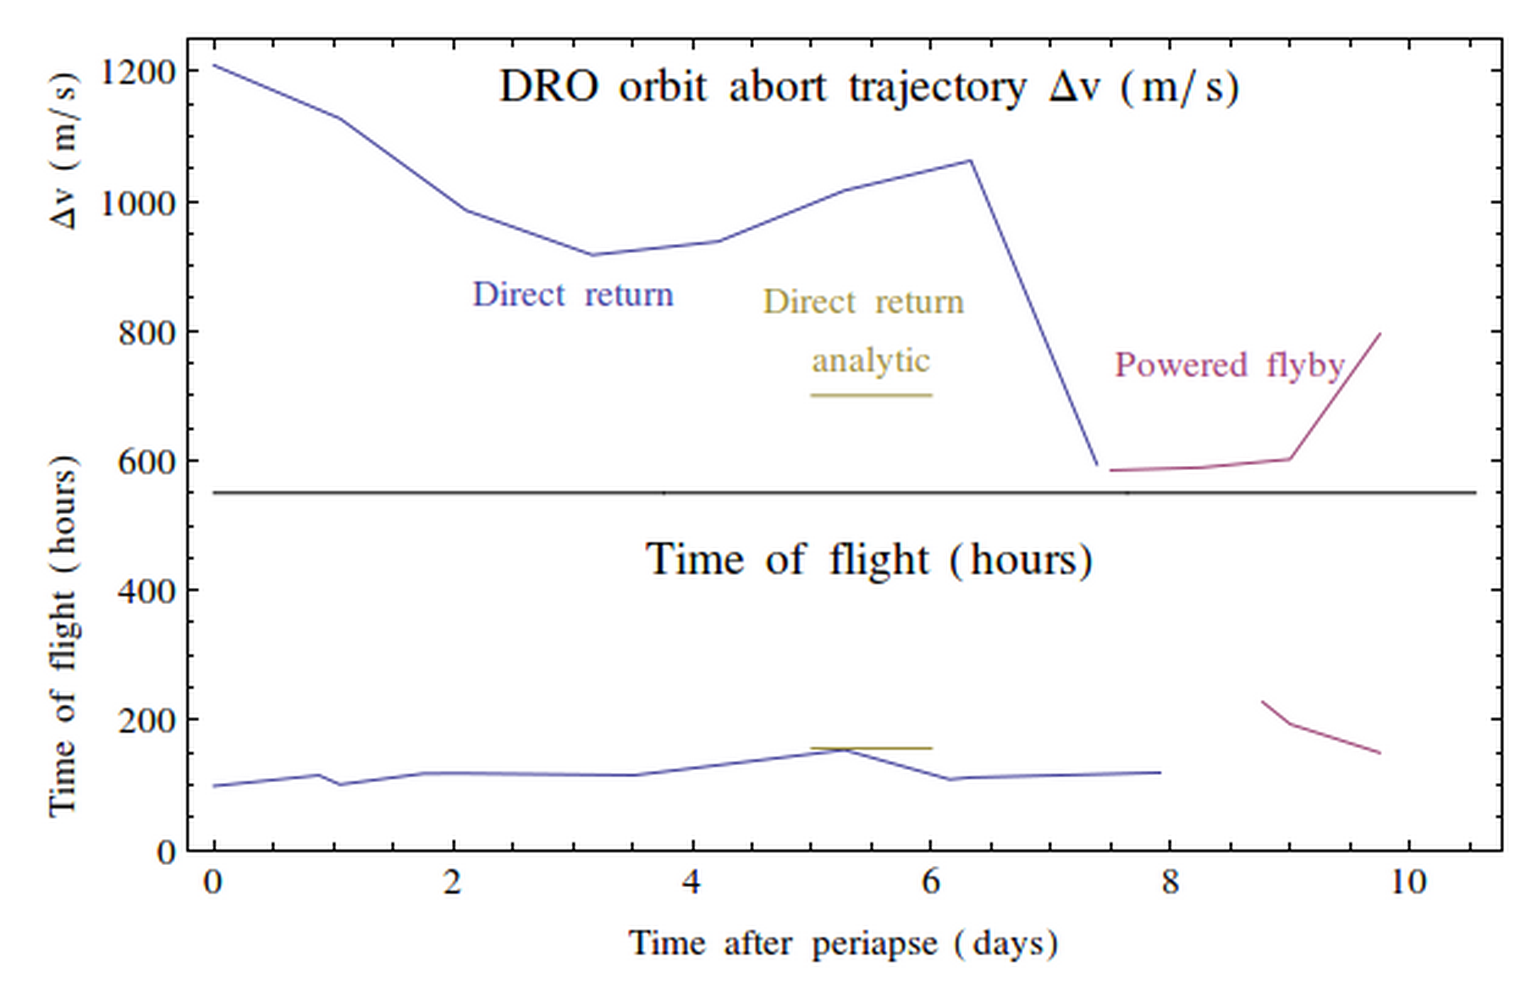 DRO orbit abort trajectory Δv (m/s)
Δv (m/s)
1200
1000
800
600
400
200
0
Direct return
Direct return
analytic
Powered flyby
Time of flight (hours)
Time of flight (hours)
0 2 4 6 8 10
Time after periapse (days)